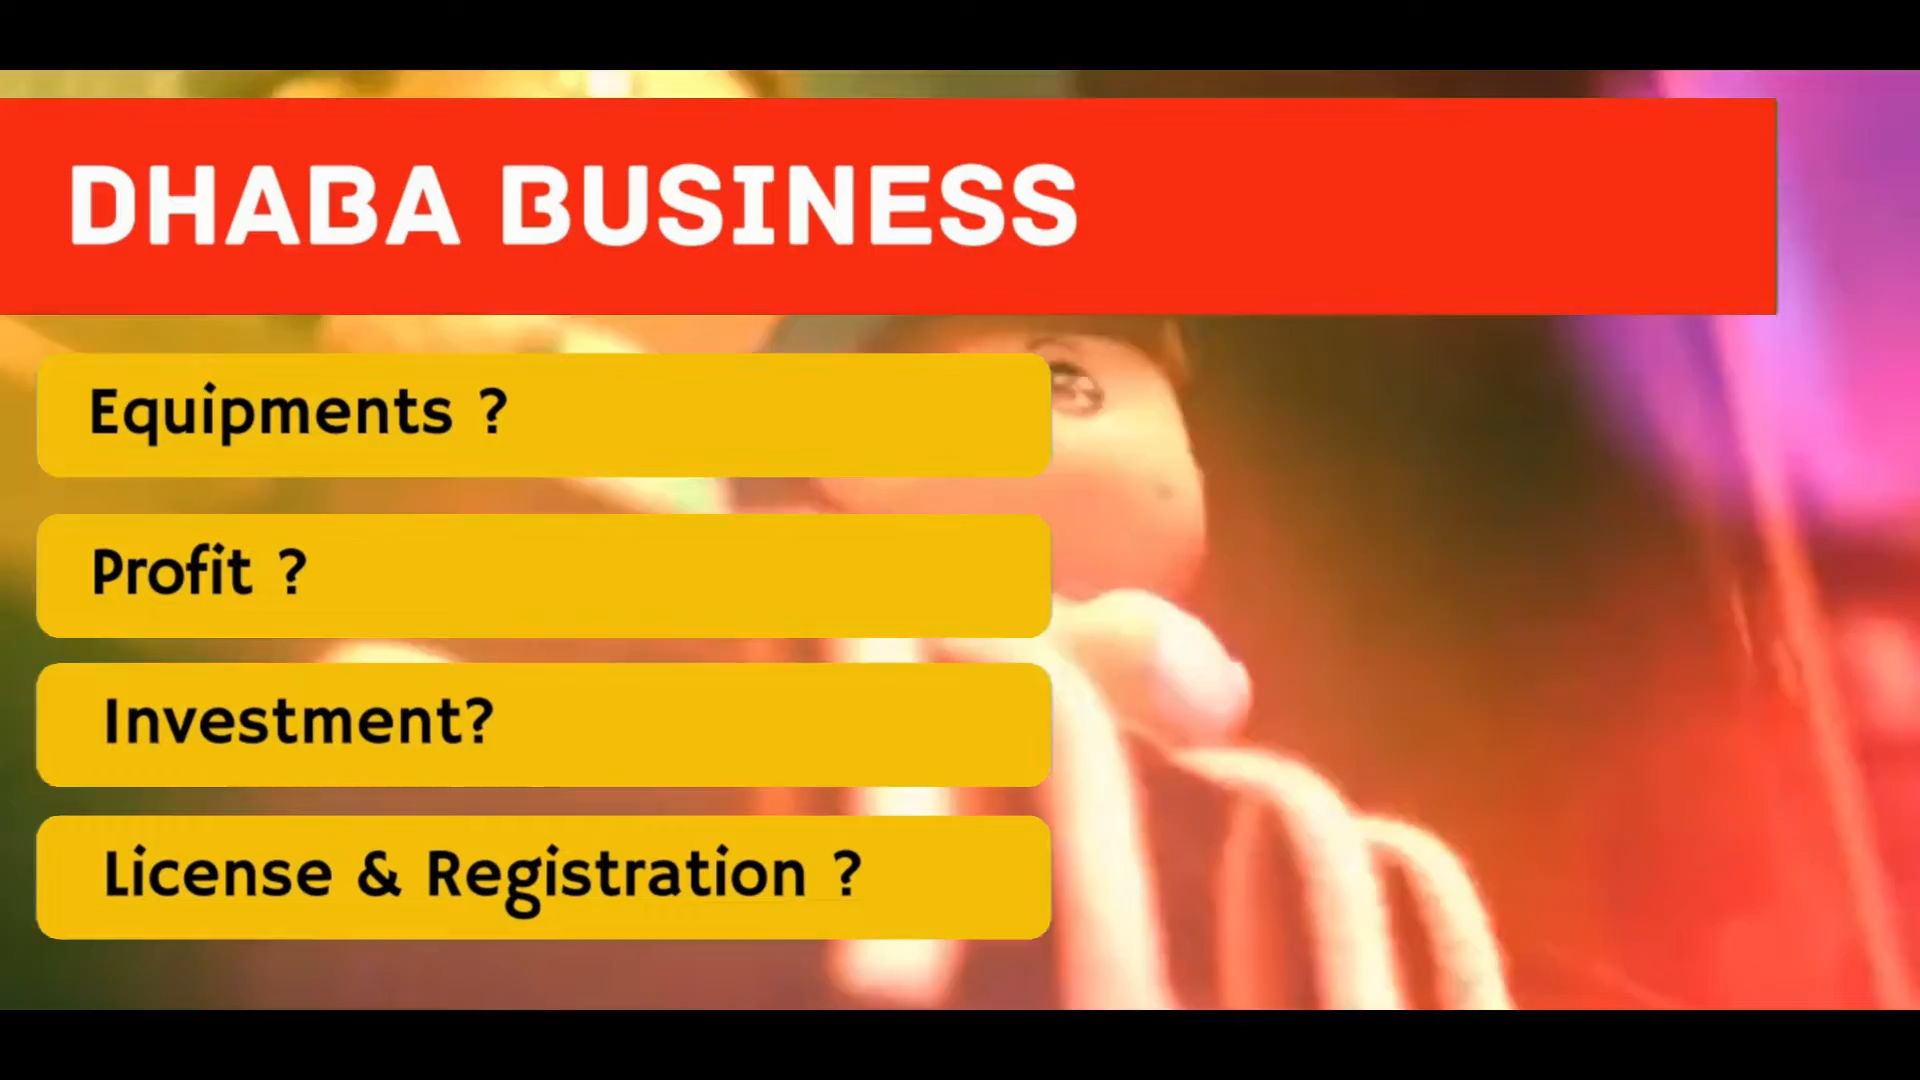 DHABA BUSINESS
Equipments ?
Profit ?
Investment?
License & Registration ?